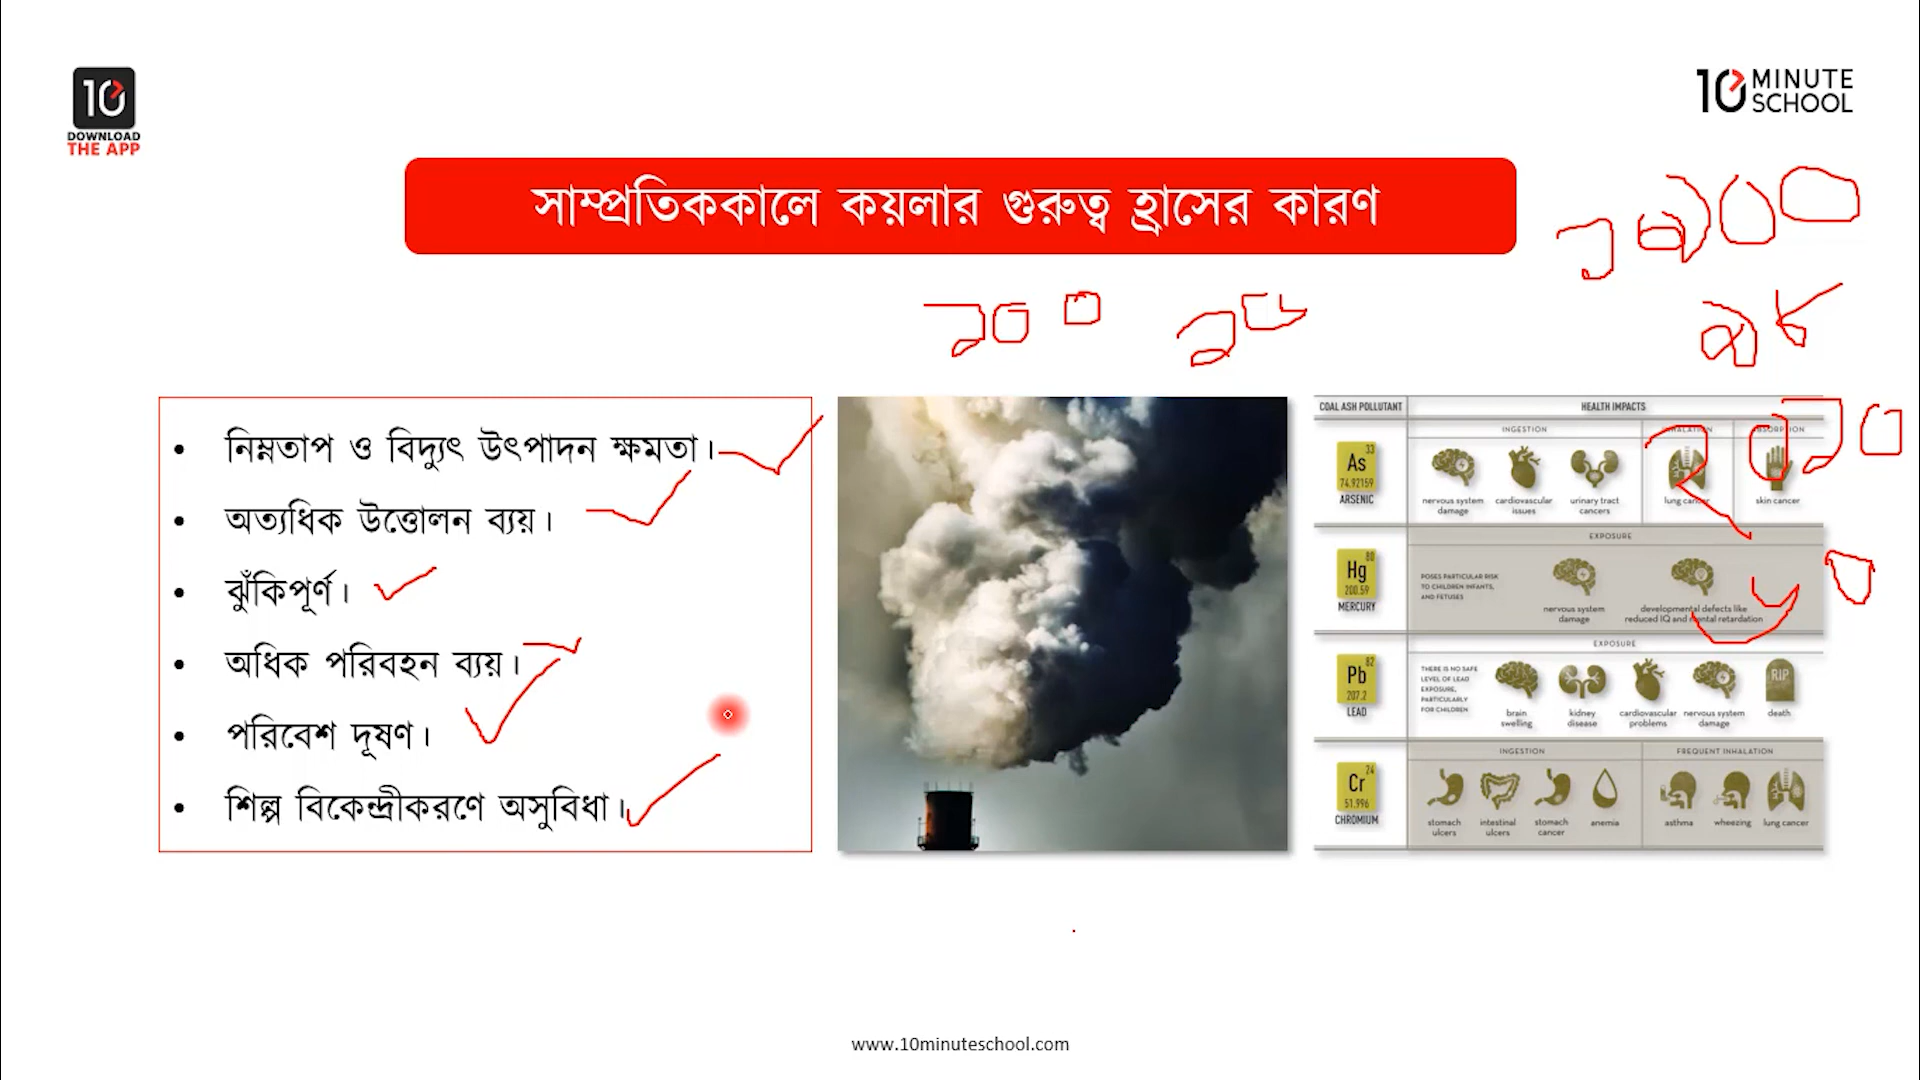 10
DOWNLOAD
THE APP
10 MINUTE
SCHOOL
সাম্প্রতিককালে কয়লার গুরুত্ব হ্রাসের কারণ
• নিম্নতাপ ও বিদ্যুৎ উৎপাদন ক্ষমতা।
• অত্যধিক উত্তোলন ব্যয়।
• ঝুঁকিপূর্ণ।
• অধিক পরিবহন ব্যয়।
• পরিবেশ দূষণ।
• শিল্প বিকেন্দ্রীকরণে অসুবিধা।
COAL ASH POLLUTANT
HEALTH IMPACTS
33
As
74.92159
ARSENIC
INGESTION
nervous system damage
cardiovascular issues
urinary tract cancers
skin cancer
80
Hg
200.59
MERCURY
EXPOSURE
POSES PARTICULAR RISK
TO CHILDREN INFANTS,
AND FETUSES
nervous system damage
developmental defects like
reduced IQ and mental retardation
82
Pb
207.2
LEAD
EXPOSURE
THERE IS NO SAFE
LEVEL OF LEAD
EXPOSURE,
PARTICULARLY
FOR CHILDREN
brain swelling
kidney disease
cardiovascular problems
nervous system damage
RIP
death
24
Cr
51.996
CHROMIUM
INGESTION
stomach ulcers
intestinal ulcers
stomach cancer
anemia
FREQUENT INHALATION
asthma
wheezing
lung cancer
www.10minuteschool.com